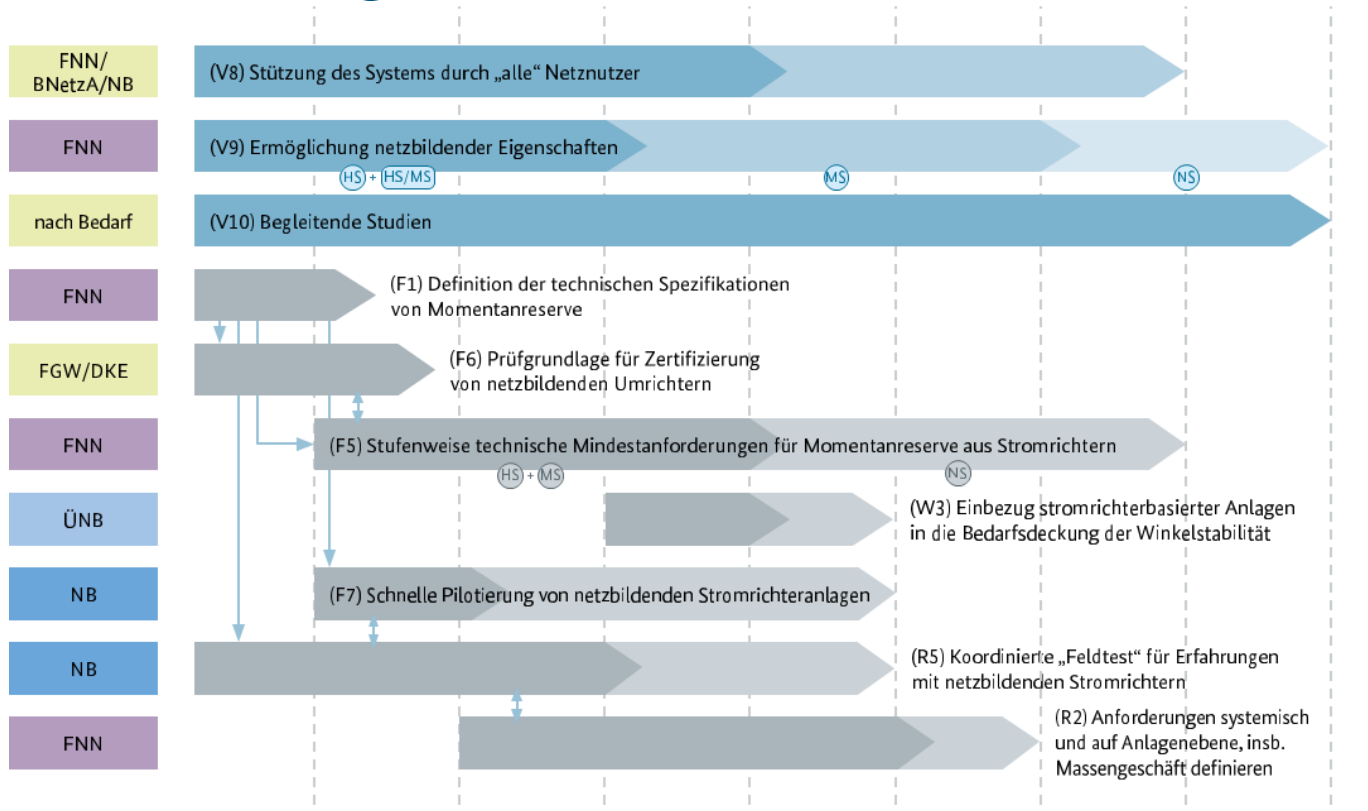 FNN/
BNetzA/NB
(V8) Stützung des Systems durch „alle“ Netznutzer
FNN
(V9) Ermöglichung netzbildender Eigenschaften
HS + HS/MS
MS
NS
nach Bedarf
(V10) Begleitende Studien
FNN
(F1) Definition der technischen Spezifikationen
von Momentanreserve
FGW/DKE
(F6) Prüfgrundlage für Zertifizierung
von netzbildenden Umrichtern
FNN
(F5) Stufenweise technische Mindestanforderungen für Momentanreserve aus Stromrichtern
HS + MS
NS
ÜNB
(W3) Einbezug stromrichterbasierter Anlagen
in die Bedarfsdeckung der Winkelstabilität
NB
(F7) Schnelle Pilotierung von netzbildenden Stromrichteranlagen
NB
(R5) Koordinierte „Feldtest“ für Erfahrungen
mit netzbildenden Stromrichtern
FNN
(R2) Anforderungen systemisch
und auf Anlagenebene, insb.
Massengeschäft definieren